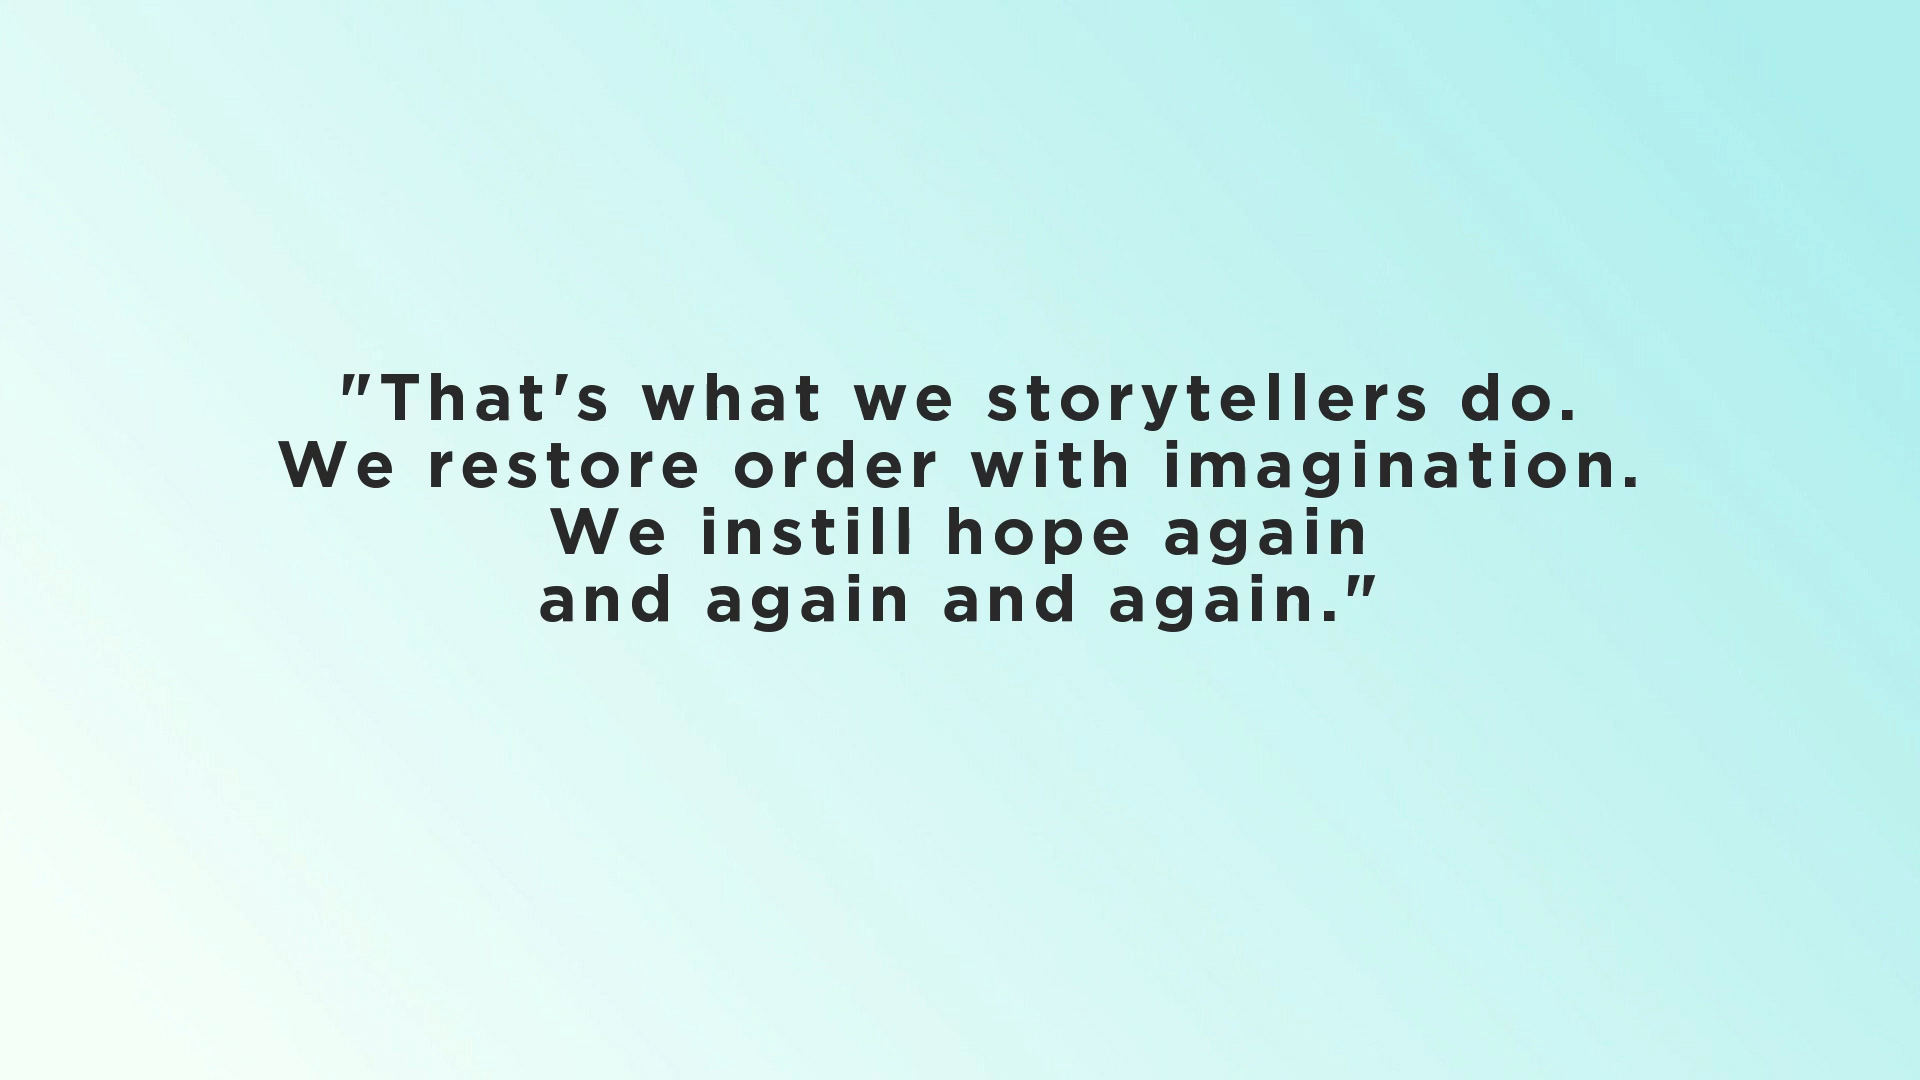 "That's what we storytellers do.
We restore order with imagination.
We instill hope again
and again and again."